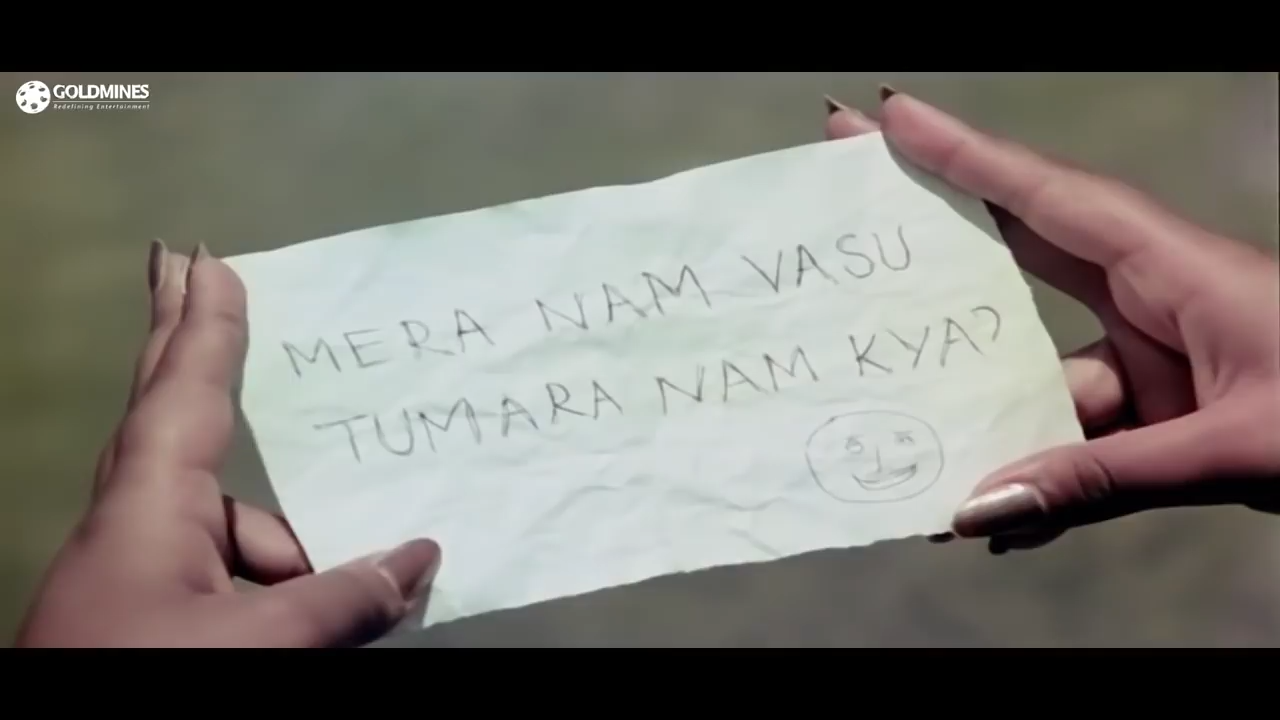 GOLDMINES
Redefining Entertainment
MERA NAM VASU
TUMARA NAM KYA?